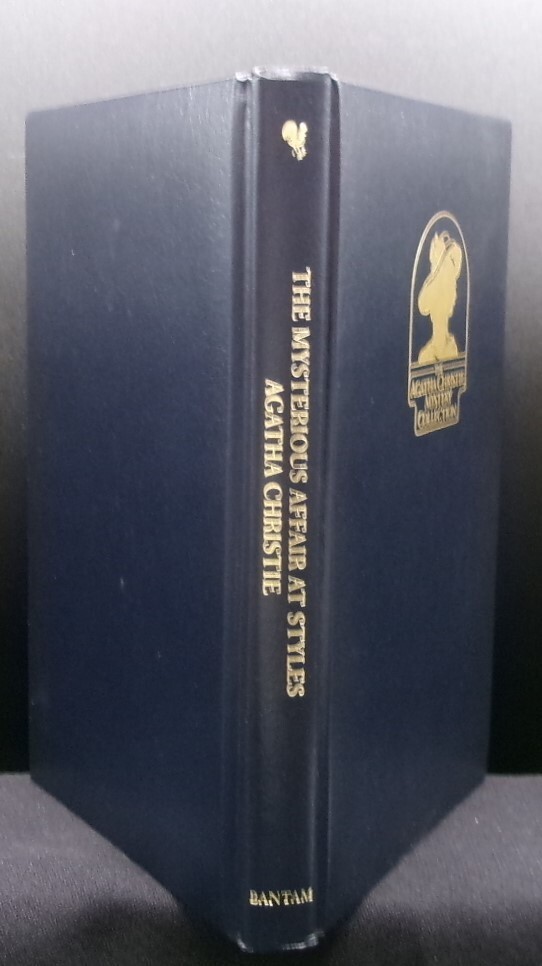 THE MYSTERIOUS AFFAIR AT STYLES
AGATHA CHRISTIE
BANTAM
THE
AGATHA CHRISTIE
MYSTERY
COLLECTION